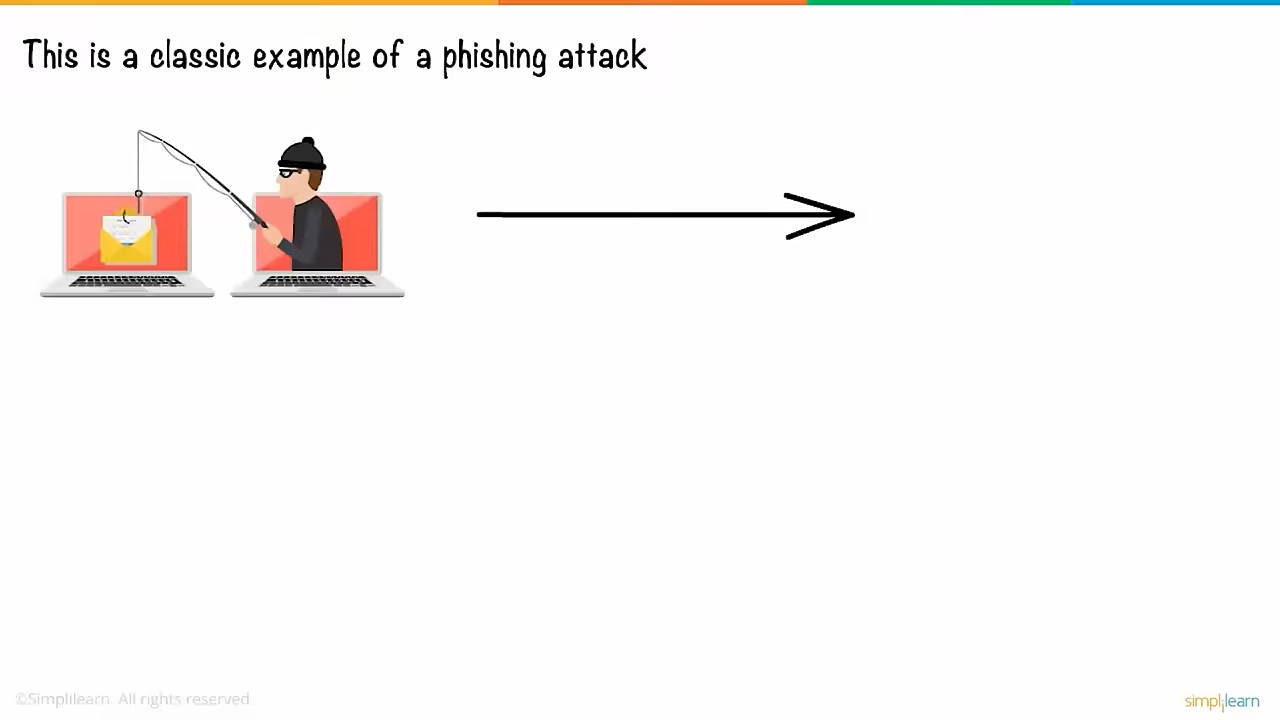 This is a classic example of a phishing attack
©Simplilearn. All rights reserved.
simplilearn